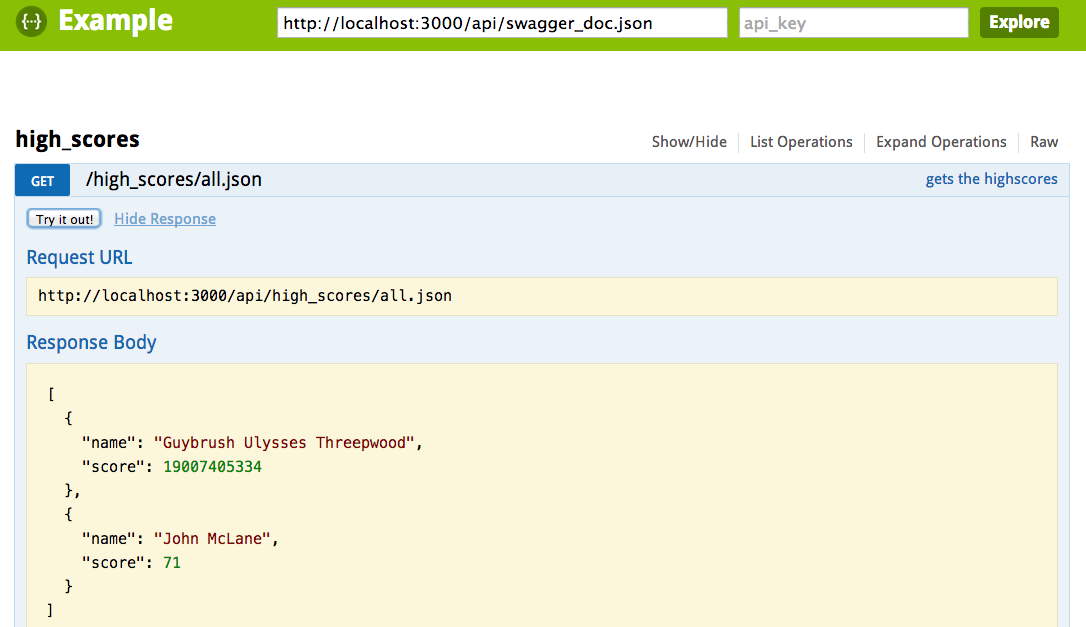 Example http://localhost:3000/api/swagger_doc.json api_key Explore
high_scores Show/Hide List Operations Expand Operations Raw
GET /high_scores/all.json gets the highscores
Try it out! Hide Response
Request URL
http://localhost:3000/api/high_scores/all.json
Response Body
[
  {
    "name": "Guybrush Ulysses Threepwood",
    "score": 19007405334
  },
  {
    "name": "John McLane",
    "score": 71
  }
]